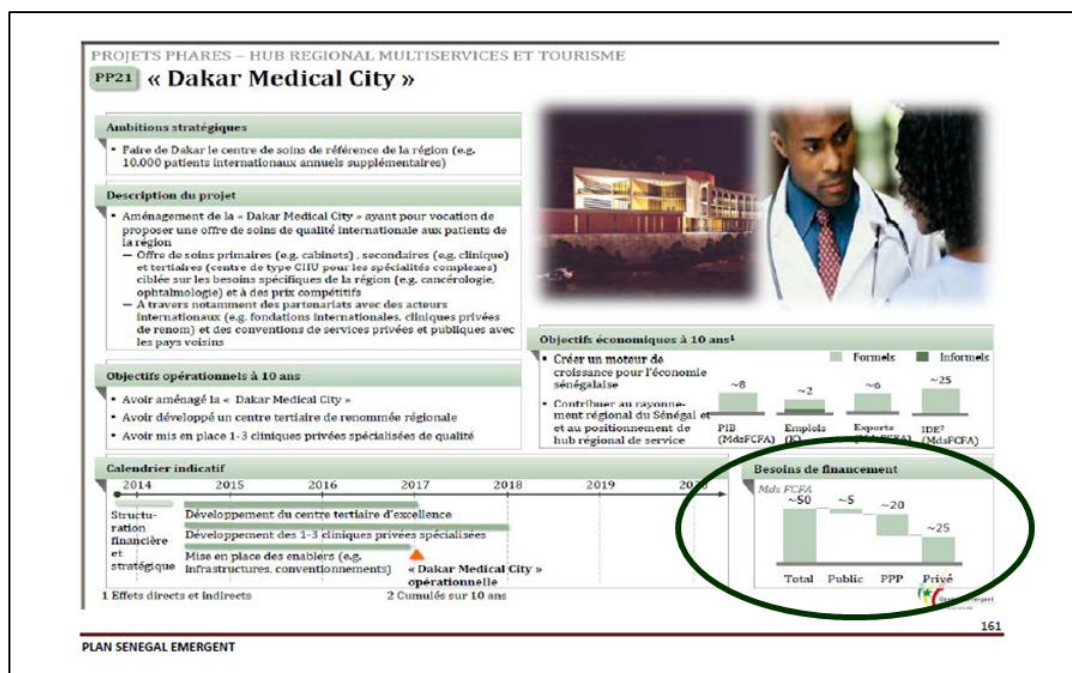 PROJETS PHARES – HUB REGIONAL MULTISERVICES ET TOURISME
PP21 « Dakar Medical City »
Ambitions stratégiques
▪ Faire de Dakar le centre de soins de référence de la région (e.g.
10.000 patients internationaux annuels supplémentaires)
Description du projet
▪ Aménagement de la « Dakar Medical City » ayant pour vocation de
proposer une offre de soins de qualité internationale aux patients de
la région
— Offre de soins primaires (e.g. cabinets) , secondaires (e.g. clinique)
et tertiaires (centre de type CHU pour les spécialités complexes)
ciblée sur les besoins spécifiques de la région (e.g. cancérologie,
ophtalmologie) et à des prix compétitifs
— A travers notamment des partenariats avec des acteurs
internationaux (e.g. fondations internationales, cliniques privées
de renom) et des conventions de services privées et publiques avec
les pays voisins
Objectifs opérationnels à 10 ans
▪ Avoir aménagé la « Dakar Medical City »
▪ Avoir développé un centre tertiaire de renommée régionale
▪ Avoir mis en place 1-3 cliniques privées spécialisées de qualité
Objectifs économiques à 10 ans¹
▪ Créer un moteur de
croissance pour l'économie
sénégalaise
▪ Contribuer au rayonne-
ment régional du Sénégal et
et au positionnement de
hub régional de service
Formels Informels
~8 ~2 ~6 ~25
PIB Emplois Exports IDE²
(MdsFCFA) (K) (MdsFCFA) (MdsFCFA)
Calendrier indicatif
2014 2015 2016 2017 2018 2019 2020
Structu-
ration
financière
et
stratégique
Développement du centre tertiaire d'excellence
Développement des 1-3 cliniques privées spécialisées
Mise en place des enablers (e.g.
infrastructures, conventionnements)
« Dakar Medical City »
opérationnelle
1 Effets directs et indirects 2 Cumulés sur 10 ans
Besoins de financement
Mds FCFA
~50 ~5 ~20 ~25
Total Public PPP Privé
161
PLAN SENEGAL EMERGENT